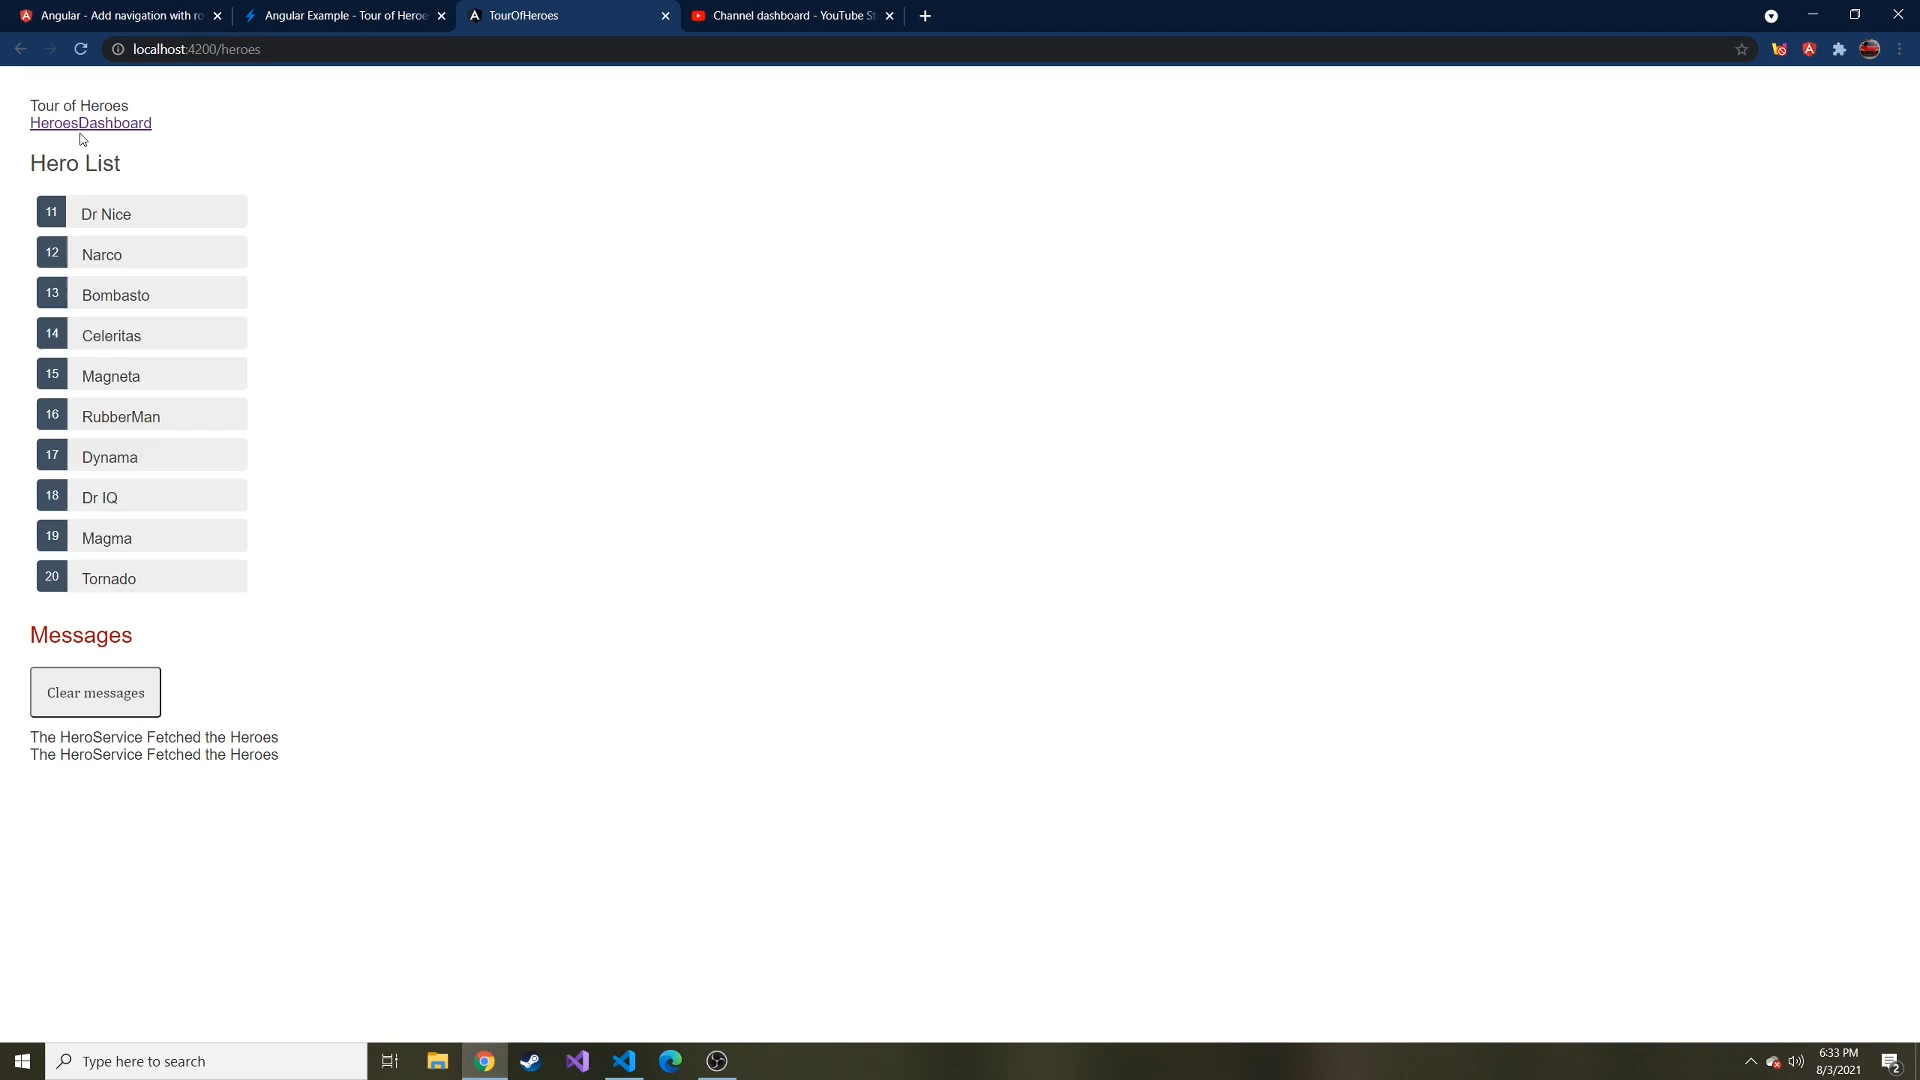 Angular - Add navigation with ro
Angular Example - Tour of Heroe
TourOfHeroes
Channel dashboard - YouTube St
localhost:4200/heroes
Tour of Heroes
HeroesDashboard
Hero List
11 Dr Nice
12 Narco
13 Bombasto
14 Celeritas
15 Magneta
16 RubberMan
17 Dynama
18 Dr IQ
19 Magma
20 Tornado
Messages
Clear messages
The HeroService Fetched the Heroes
The HeroService Fetched the Heroes
Type here to search
6:33 PM
8/3/2021
2